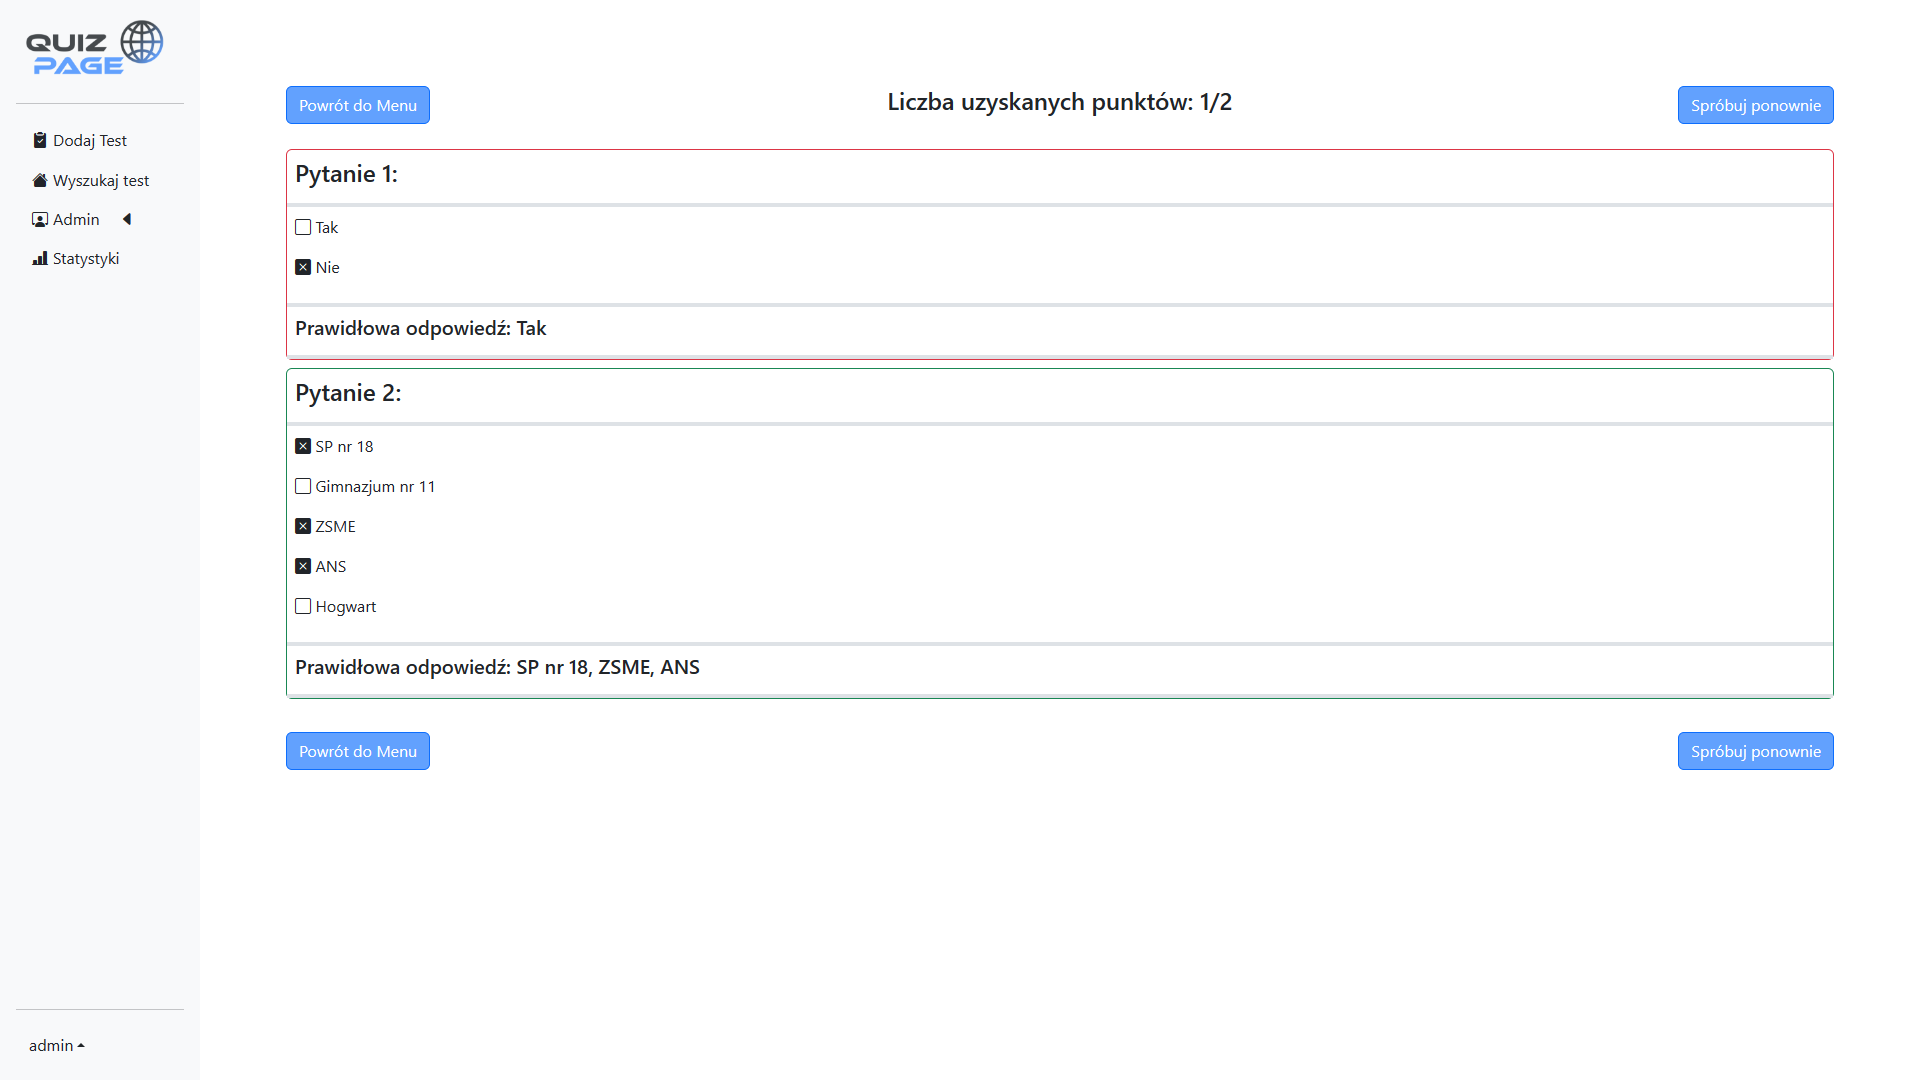 QUIZ
PAGE
Dodaj Test
Wyszukaj test
Admin
Statystyki
admin
Powrót do Menu
Liczba uzyskanych punktów: 1/2
Spróbuj ponownie
Pytanie 1:
Tak
Nie
Prawidłowa odpowiedź: Tak
Pytanie 2:
SP nr 18
Gimnazjum nr 11
ZSME
ANS
Hogwart
Prawidłowa odpowiedź: SP nr 18, ZSME, ANS
Powrót do Menu
Spróbuj ponownie